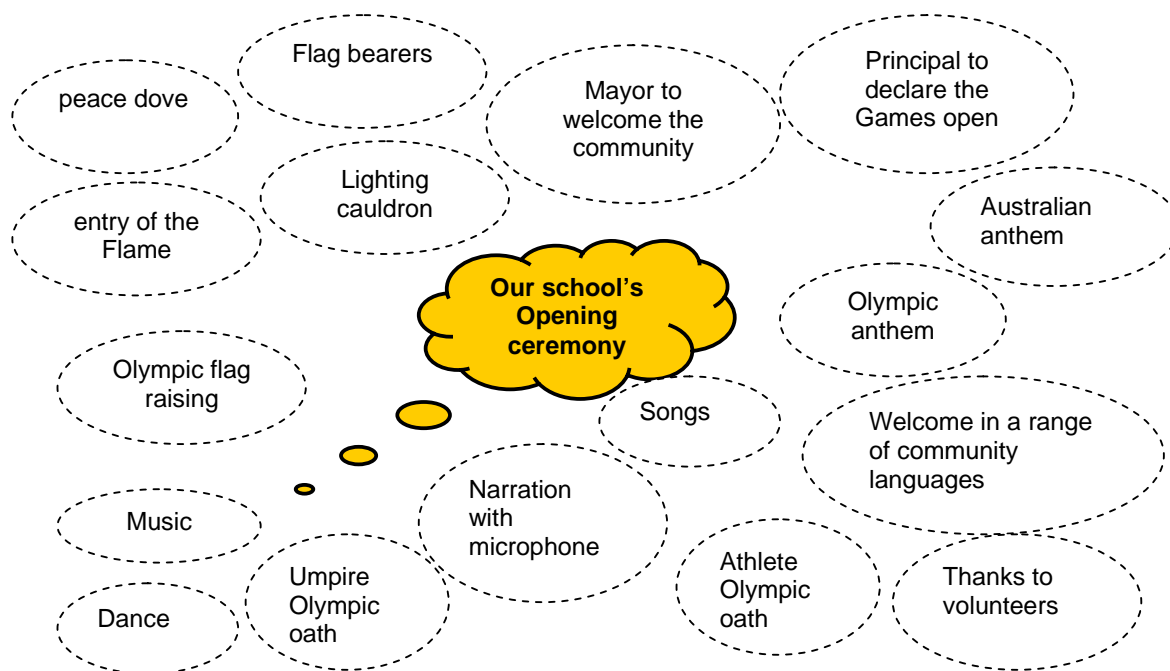 Flag bearers
peace dove
Mayor to
welcome the
community
Principal to
declare the
Games open
Lighting
cauldron
entry of the
Flame
Australian
anthem
Our school’s
Opening
ceremony
Olympic
anthem
Olympic flag
raising
Songs
Welcome in a range
of community
languages
Music
Narration
with
microphone
Dance
Umpire
Olympic
oath
Athlete
Olympic
oath
Thanks to
volunteers